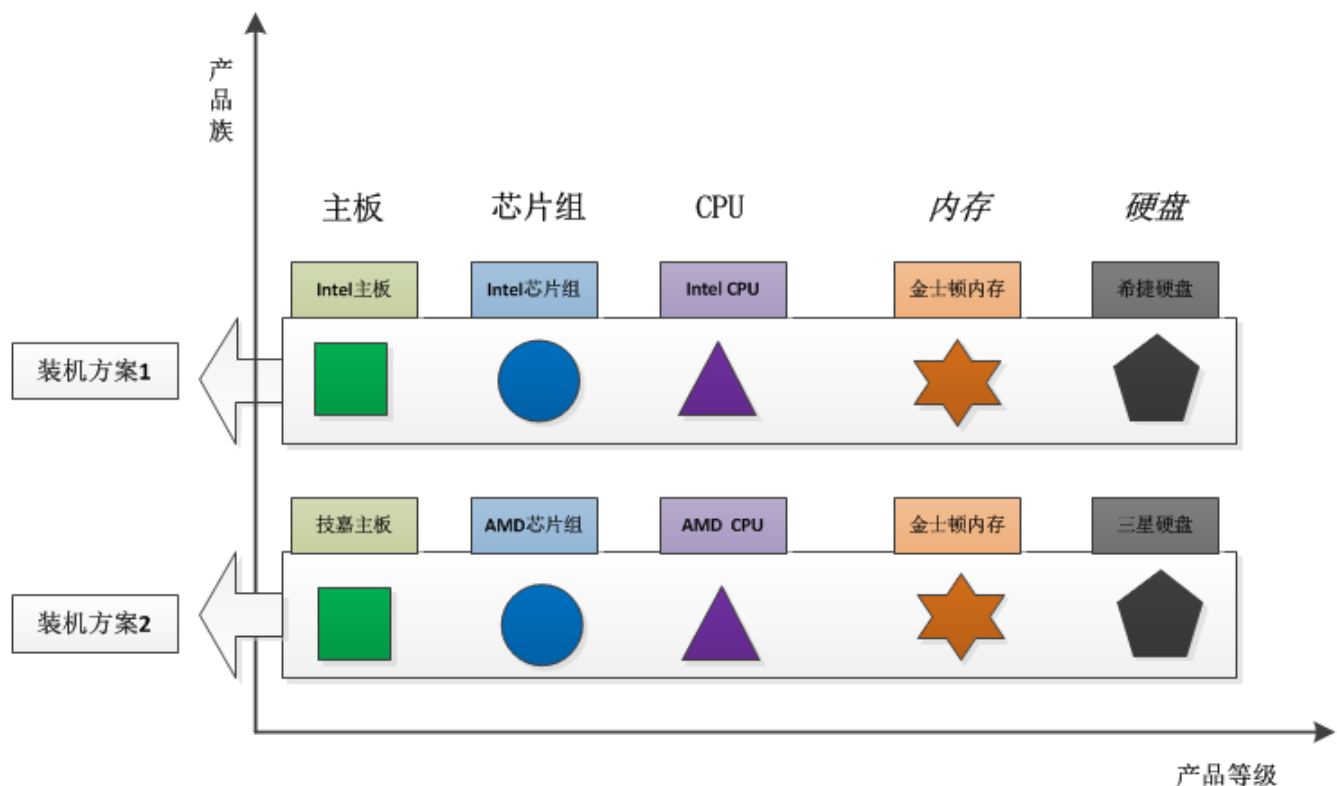 产品族
主板 芯片组 CPU 内存 硬盘
Intel主板 Intel芯片组 Intel CPU 金士顿内存 希捷硬盘
装机方案1
技嘉主板 AMD芯片组 AMD CPU 金士顿内存 三星硬盘
装机方案2
产品等级